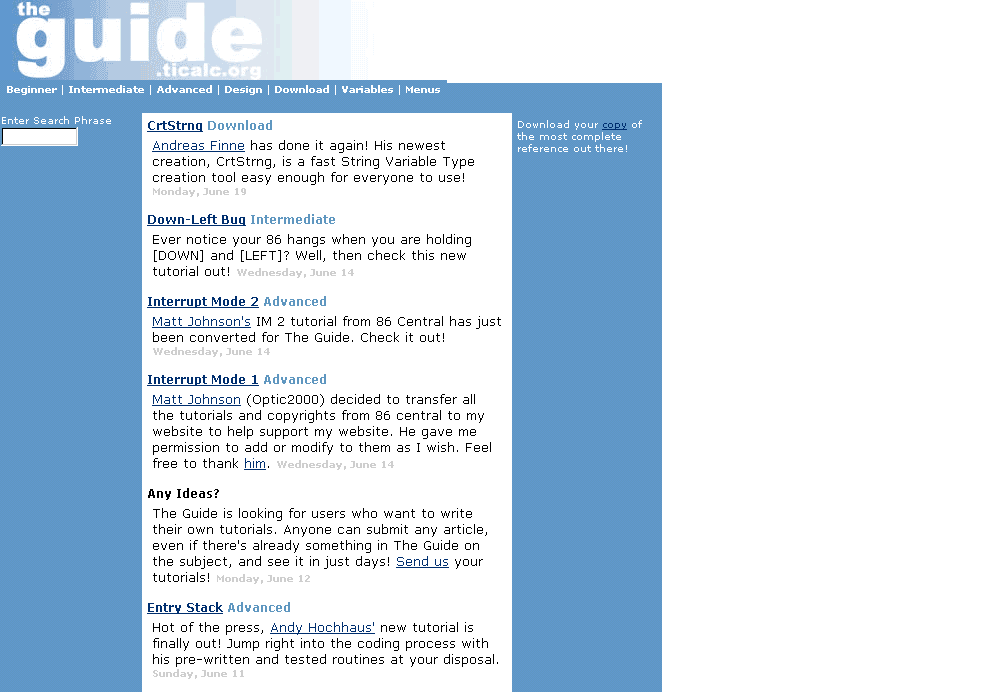 the
guide
.ticalc.org
Beginner | Intermediate | Advanced | Design | Download | Variables | Menus
Enter Search Phrase
CrtStrng Download
Andreas Finne has done it again! His newest
creation, CrtStrng, is a fast String Variable Type
creation tool easy enough for everyone to use!
Monday, June 19
Down-Left Bug Intermediate
Ever notice your 86 hangs when you are holding
[DOWN] and [LEFT]? Well, then check this new
tutorial out! Wednesday, June 14
Interrupt Mode 2 Advanced
Matt Johnson's IM 2 tutorial from 86 Central has just
been converted for The Guide. Check it out!
Wednesday, June 14
Interrupt Mode 1 Advanced
Matt Johnson (Optic2000) decided to transfer all
the tutorials and copyrights from 86 central to my
website to help support my website. He gave me
permission to add or modify to them as I wish. Feel
free to thank him. Wednesday, June 14
Any Ideas?
The Guide is looking for users who want to write
their own tutorials. Anyone can submit any article,
even if there's already something in The Guide on
the subject, and see it in just days! Send us your
tutorials! Monday, June 12
Entry Stack Advanced
Hot of the press, Andy Hochhaus' new tutorial is
finally out! Jump right into the coding process with
his pre-written and tested routines at your disposal.
Sunday, June 11
Download your copy of
the most complete
reference out there!